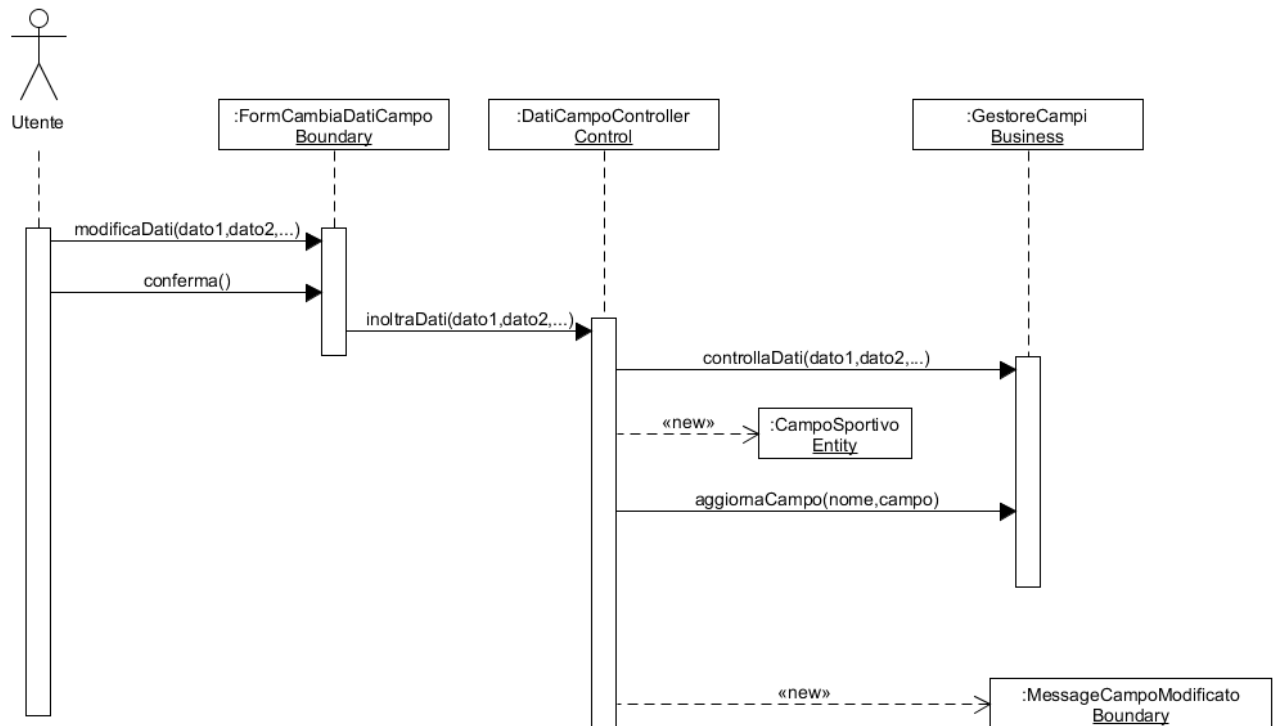 Utente
:FormCambiaDatiCampo
Boundary
:DatiCampoController
Control
:GestoreCampi
Business
modificaDati(dato1,dato2,...)
conferma()
inoltraDati(dato1,dato2,...)
controllaDati(dato1,dato2,...)
«new»
:CampoSportivo
Entity
aggiornaCampo(nome,campo)
«new»
:MessageCampoModificato
Boundary